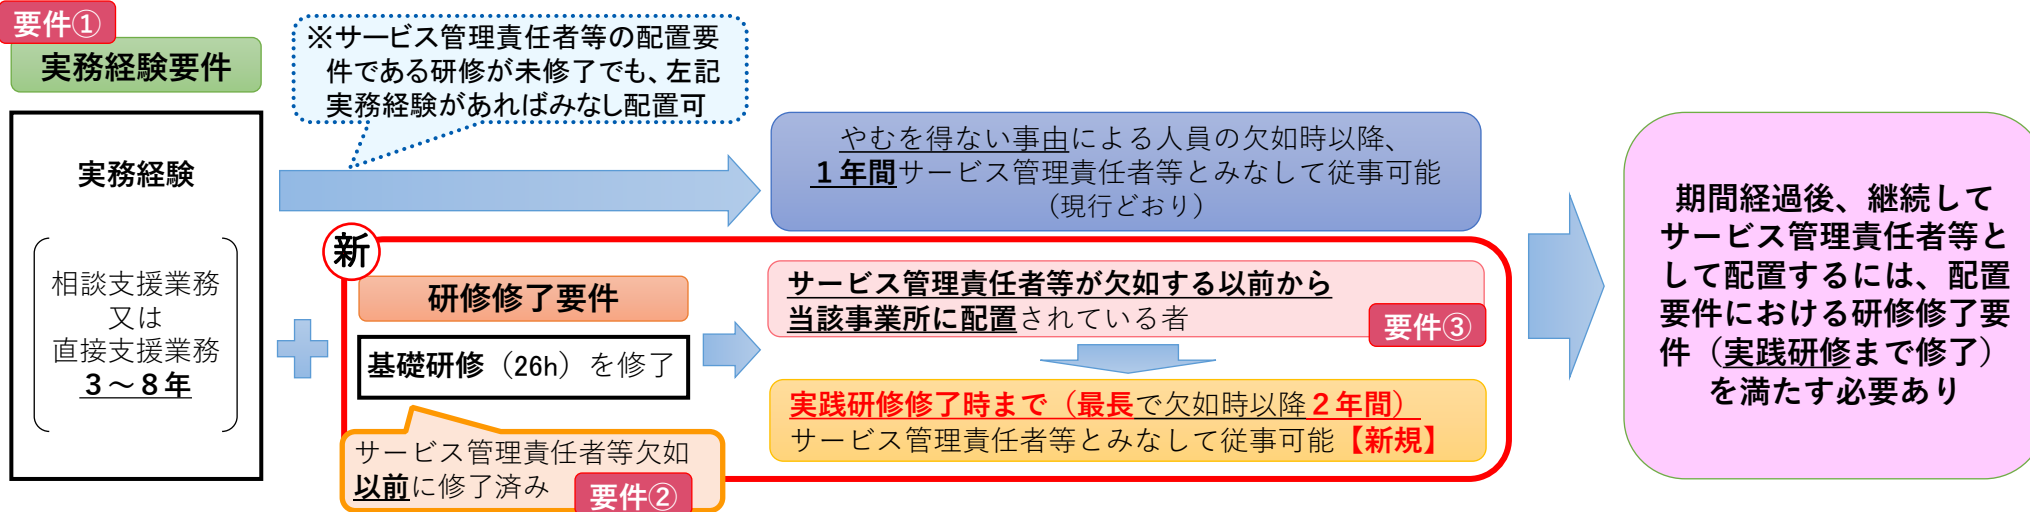 要件①
実務経験要件
実務経験
相談支援業務
又は
直接支援業務
3～8年
※サービス管理責任者等の配置要
件である研修が未修了でも、左記
実務経験があればみなし配置可
やむを得ない事由による人員の欠如時以降、
1年間サービス管理責任者等とみなして従事可能
（現行どおり）
新
研修修了要件
基礎研修（26h）を修了
サービス管理責任者等欠如
以前に修了済み
要件②
サービス管理責任者等が欠如する以前から
当該事業所に配置されている者
要件③
実践研修修了時まで（最長で欠如時以降2年間）
サービス管理責任者等とみなして従事可能【新規】
期間経過後、継続して
サービス管理責任者等と
して配置するには、配置
要件における研修修了要
件（実践研修まで修了）
を満たす必要あり